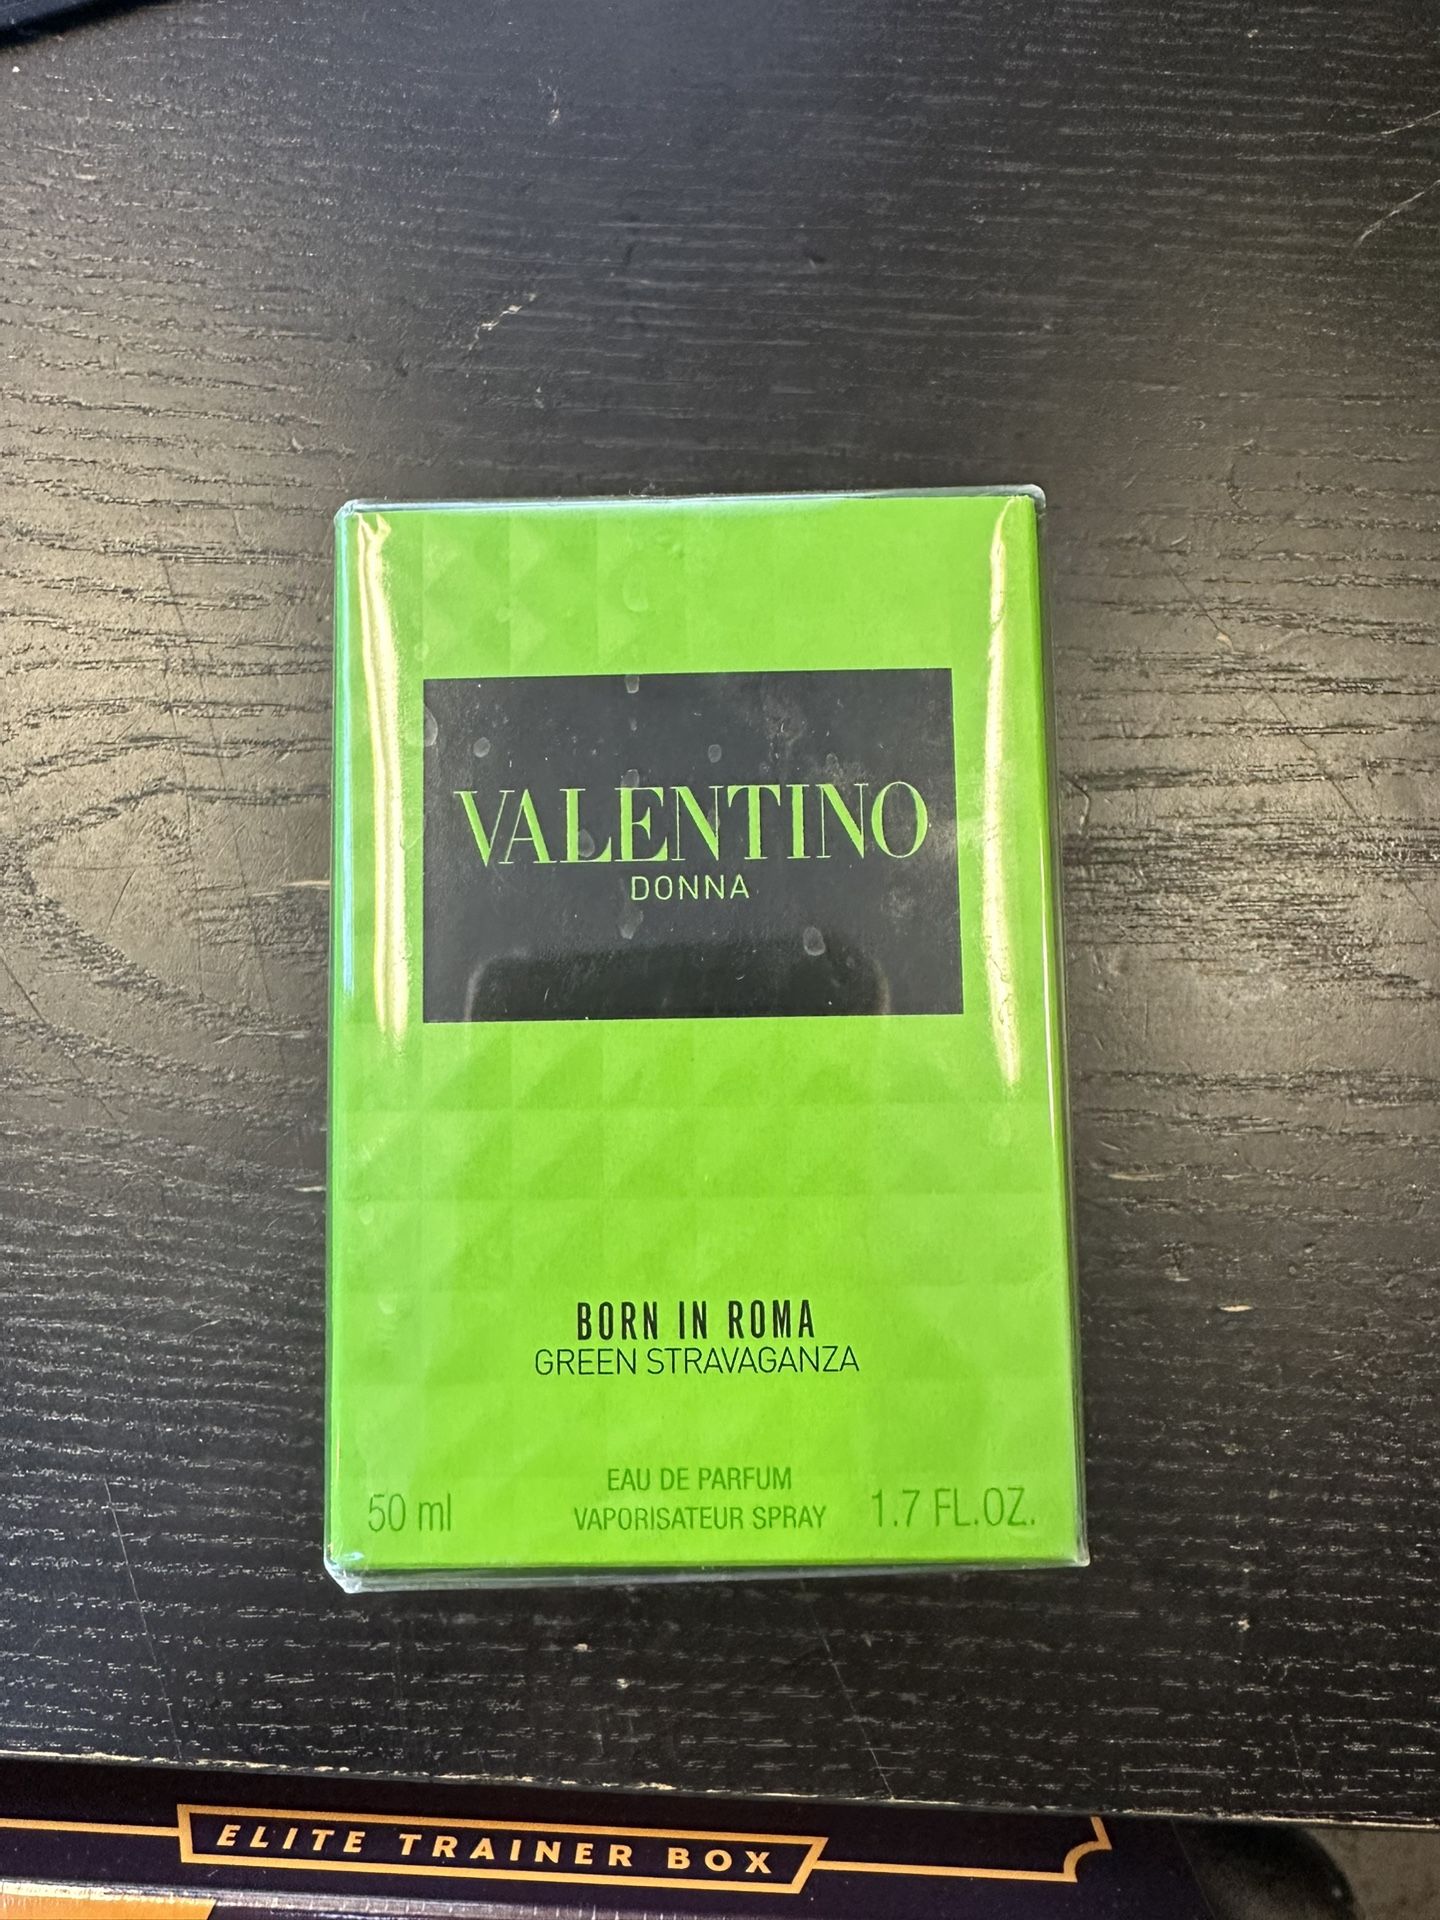 VALENTINO
DONNA
BORN IN ROMA
GREEN STRAVAGANZA
EAU DE PARFUM
50 ml VAPORISATEUR SPRAY 1.7 FL.OZ.
ELITE TRAINER BOX